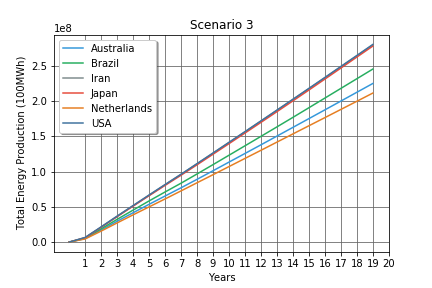 Scenario 3
1e8
Total Energy Production (100MWh)
2.5
2.0
1.5
1.0
0.5
0.0
Australia
Brazil
Iran
Japan
Netherlands
USA
1 2 3 4 5 6 7 8 9 10 11 12 13 14 15 16 17 18 19 20
Years